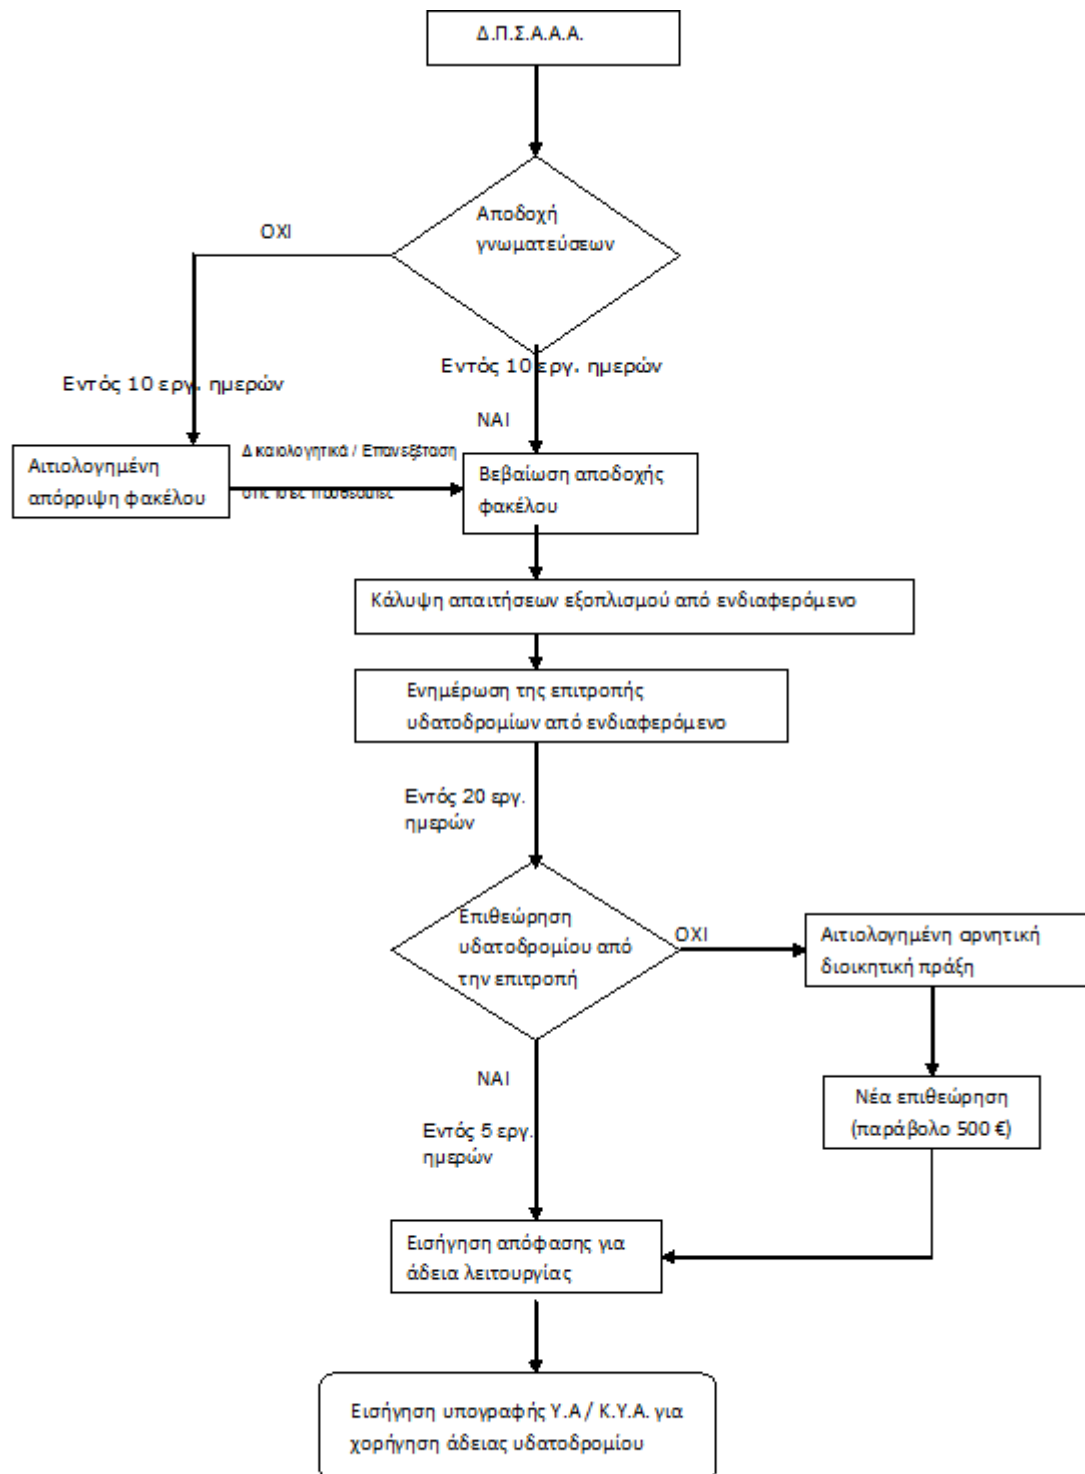 Δ.Π.Σ.Α.Α.Α.
Αποδοχή
γνωματεύσεων
ΟΧΙ
Εντός 10 εργ. ημερών
Εντός 10 εργ. ημερών
ΝΑΙ
Αιτιολογημένη
απόρριψη φακέλου
Δικαιολογητικά / Επανεξέταση
στις ίδιες προθεσμίες
Βεβαίωση αποδοχής
φακέλου
Κάλυψη απαιτήσεων εξοπλισμού από ενδιαφερόμενο
Ενημέρωση της επιτροπής
υδατοδρομίων από ενδιαφερόμενο
Εντός 20 εργ.
ημερών
Επιθεώρηση
υδατοδρομίου από
την επιτροπή
ΟΧΙ
Αιτιολογημένη αρνητική
διοικητική πράξη
ΝΑΙ
Νέα επιθεώρηση
(παράβολο 500 €)
Εντός 5 εργ.
ημερών
Εισήγηση απόφασης για
άδεια λειτουργίας
Εισήγηση υπογραφής Υ.Α / Κ.Υ.Α. για
χορήγηση άδειας υδατοδρομίου